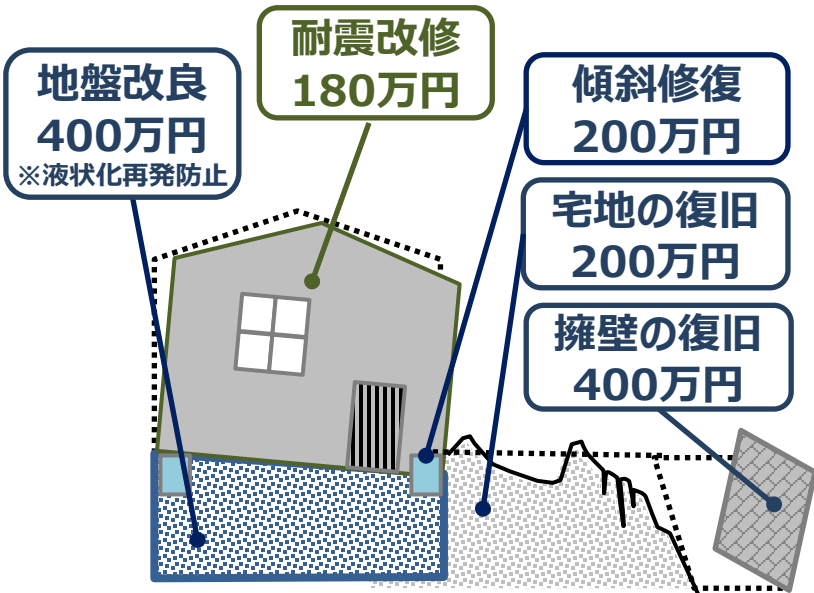 地盤改良
400万円
※液状化再発防止
耐震改修
180万円
傾斜修復
200万円
宅地の復旧
200万円
擁壁の復旧
400万円